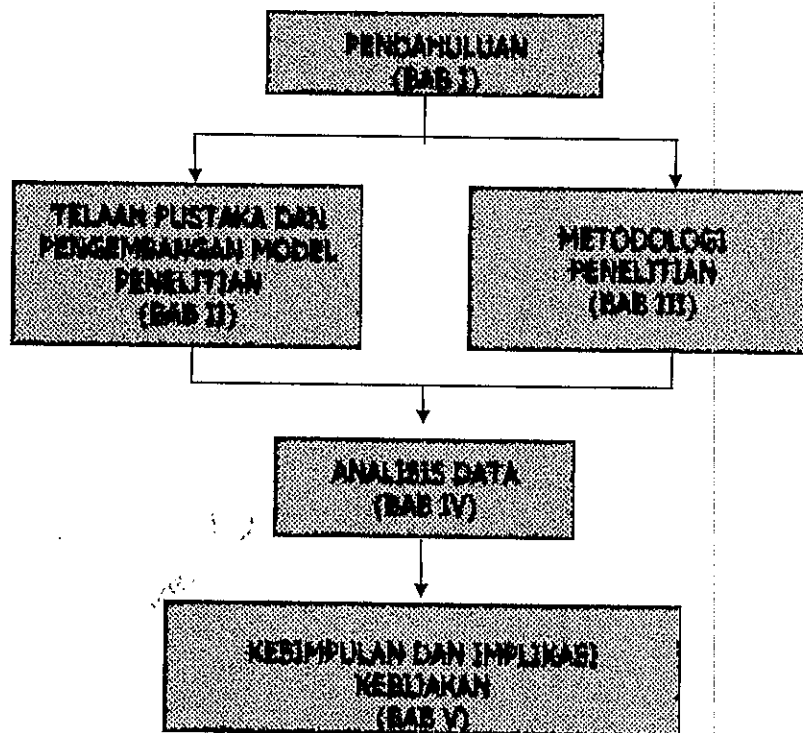 PENDAHULUAN
(BAB I)
TELAAH PUSTAKA DAN
PENGEMBANGAN MODEL
PENELITIAN
(BAB II)
METODOLOGI
PENELITIAN
(BAB III)
ANALISIS DATA
(BAB IV)
KESIMPULAN DAN IMPLIKASI
KEBIJAKAN
(BAB V)